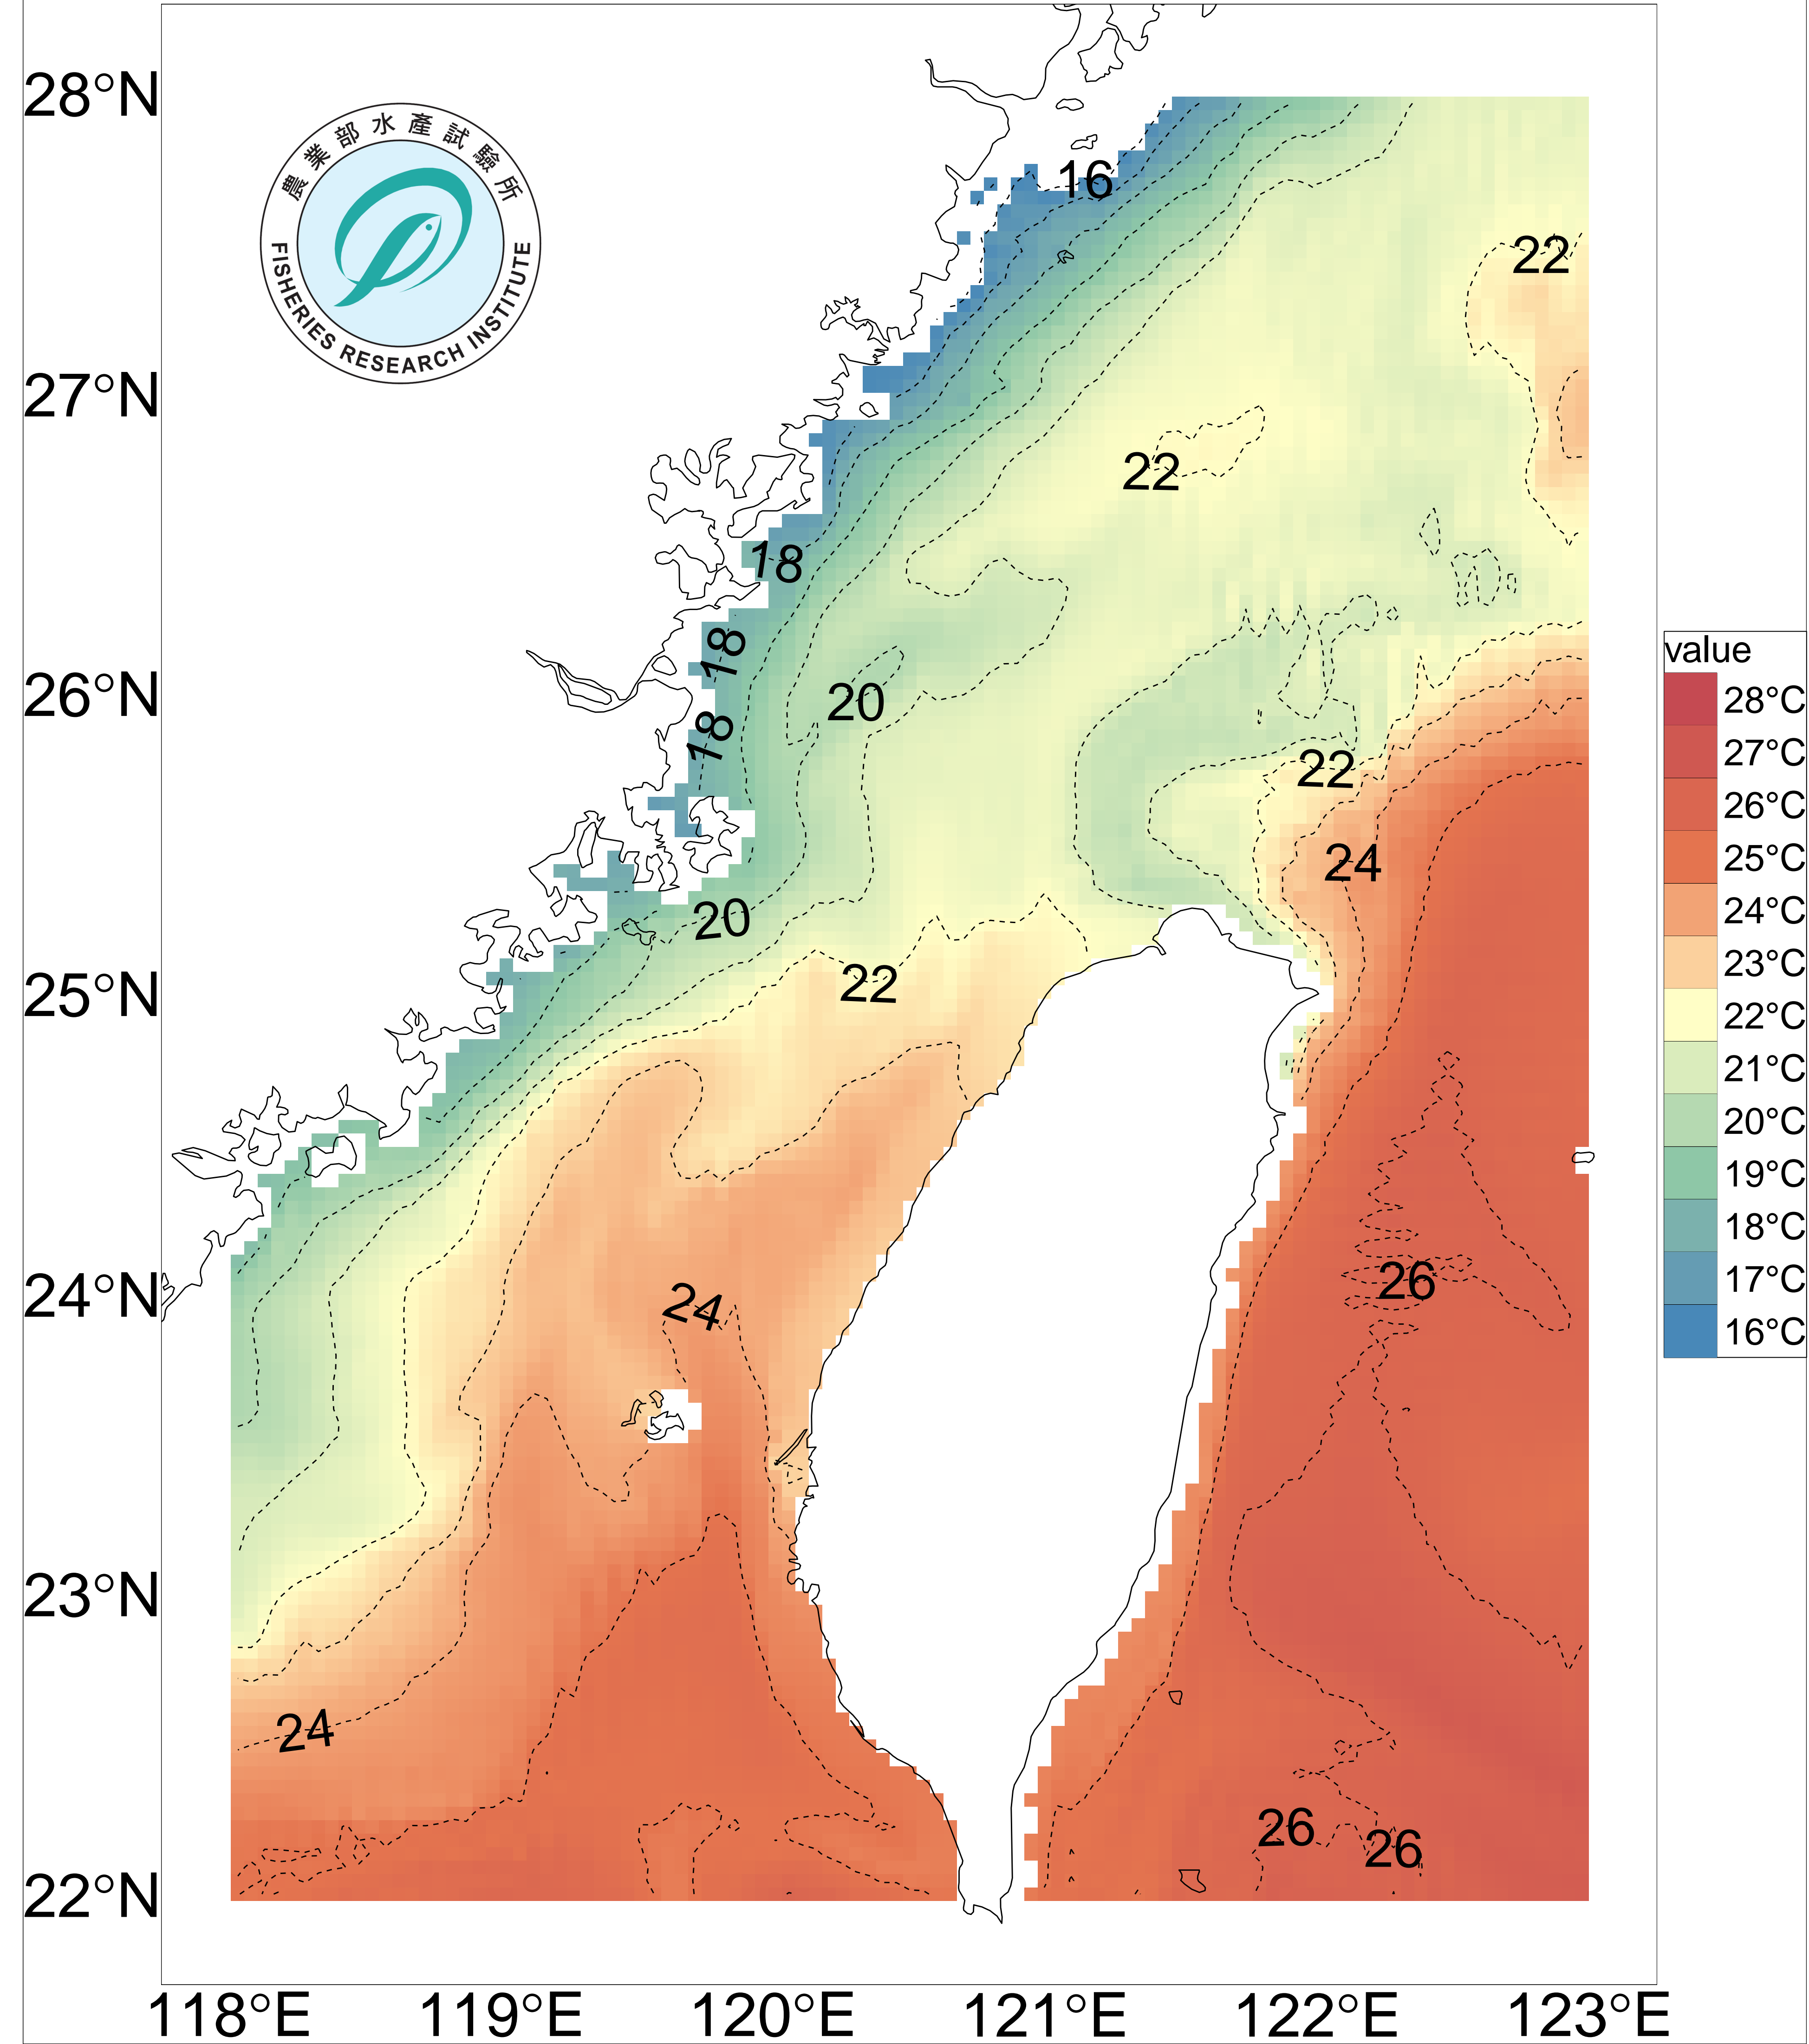 28°N
27°N
26°N
25°N
24°N
23°N
22°N
118°E
119°E
120°E
121°E
122°E
123°E
農業部水產試驗所
FISHERIES RESEARCH INSTITUTE
16
22
22
18
18
20
18
22
24
20
22
26
24
24
26
26
value
28°C
27°C
26°C
25°C
24°C
23°C
22°C
21°C
20°C
19°C
18°C
17°C
16°C